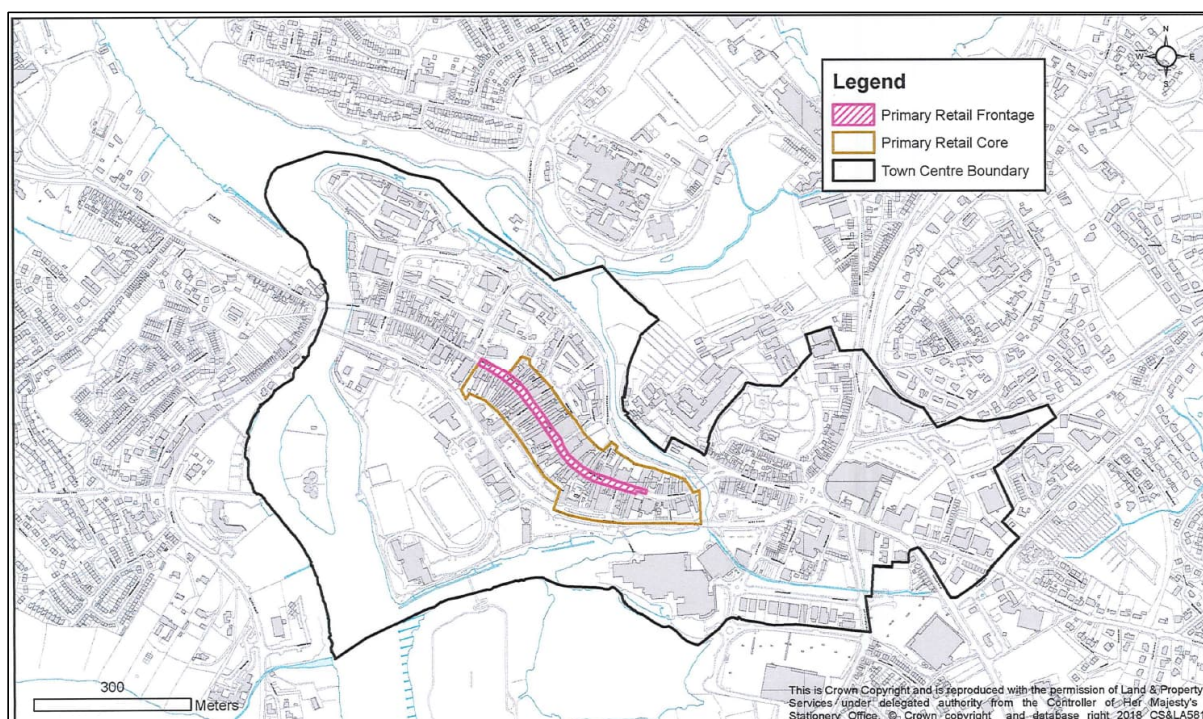 N
W E
S
Legend
Primary Retail Frontage
Primary Retail Core
Town Centre Boundary
300
Meters
This is Crown Copyright and is reproduced with the permission of Land & Property
Services under delegated authority from the Controller of Her Majesty's
Stationery Office, © Crown copyright and database right 2018 CS&LA581